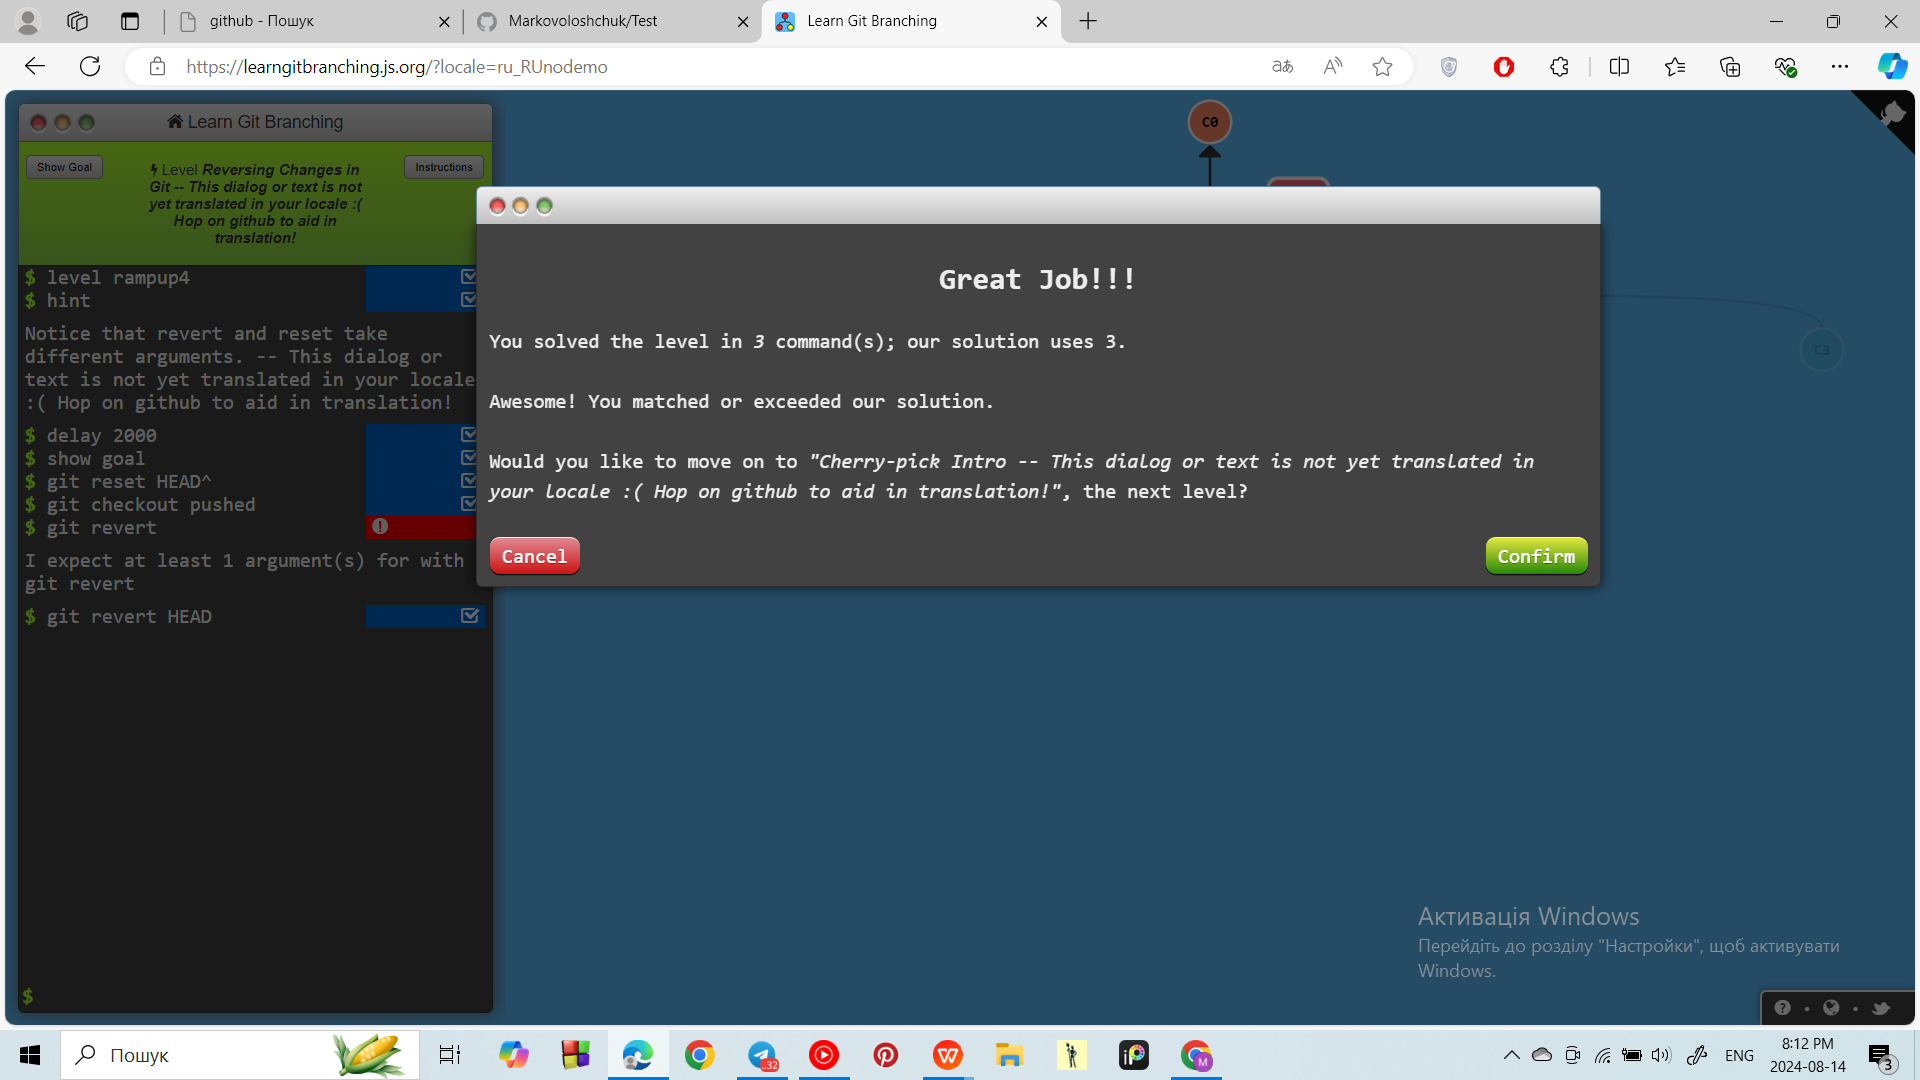 github - Пошук
Markovoloshchuk/Test
Learn Git Branching
https://learngitbranching.js.org/?locale=ru_RUnodemo
Learn Git Branching
Show Goal
Level Reversing Changes in
Git -- This dialog or text is not
yet translated in your locale :(
Hop on github to aid in
translation!
Instructions
$ level rampup4
$ hint
Notice that revert and reset take
different arguments. -- This dialog or
text is not yet translated in your locale
:( Hop on github to aid in translation!
$ delay 2000
$ show goal
$ git reset HEAD^
$ git checkout pushed
$ git revert
I expect at least 1 argument(s) for with
git revert
$ git revert HEAD
$
C0
C3
Great Job!!!
You solved the level in 3 command(s); our solution uses 3.
Awesome! You matched or exceeded our solution.
Would you like to move on to "Cherry-pick Intro -- This dialog or text is not yet translated in
your locale :( Hop on github to aid in translation!", the next level?
Cancel
Confirm
Активація Windows
Перейдіть до розділу "Настройки", щоб активувати
Windows.
Пошук
32
ENG
8:12 PM
2024-08-14
3